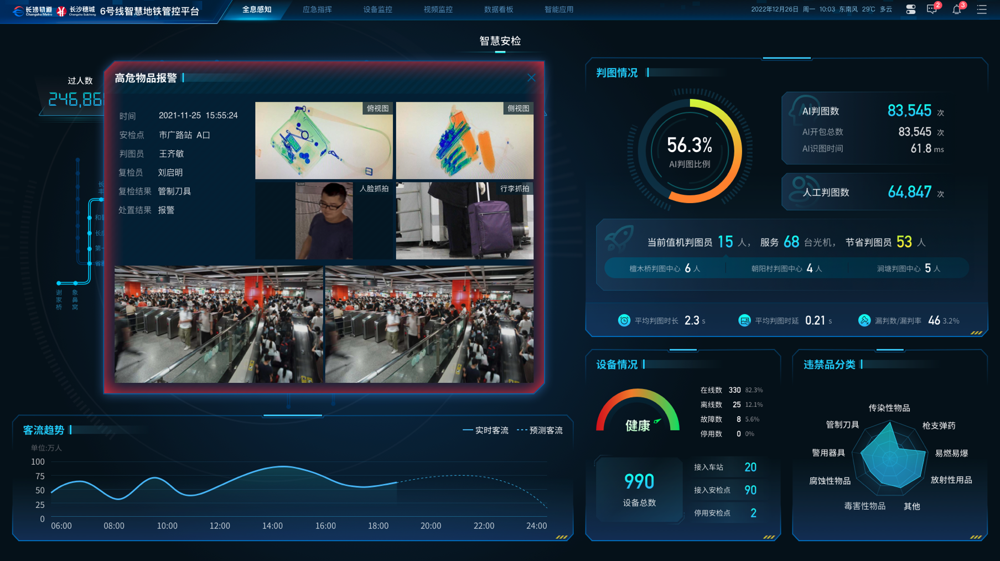 长沙轨道
Changsha Metro
长沙穗城
Changsha Suicheng
6号线智慧地铁管控平台
全息感知
应急指挥
设备监控
视频监控
数据看板
智能应用
2022年12月26日 周一 10:03 东南风 29℃ 多云
2
3
智慧安检
过人数
246,86
和
长
第一
省
谢家桥
象鼻窝
高危物品报警
时间 2021-11-25 15:55:24
安检点 市广路站 A口
判图员 王齐敏
复检员 刘启明
复检结果 管制刀具
处置结果 报警
俯视图
侧视图
人脸抓拍
行李抓拍
判图情况
56.3%
AI判图比例
AI判图数 83,545 次
AI开包总数 83,545 次
AI识图时间 61.8 ms
人工判图数 64,847 次
当前值机判图员 15 人， 服务 68 台光机， 节省判图员 53 人
檀木桥判图中心 6 人
朝阳村判图中心 4 人
涧塘判图中心 5 人
平均判图时长 2.3 s
平均判图时延 0.21 s
漏判数/漏判率 46 3.2%
客流趋势
实时客流
预测客流
单位:万人
100
75
50
25
0
06:00 08:00 10:00 12:00 14:00 16:00 18:00 20:00 22:00 24:00
设备情况
健康
在线数 330 82.3%
离线数 25 12.1%
故障数 8 5.6%
停用数 0 0%
990
设备总数
接入车站 20
接入安检点 90
停用安检点 2
违禁品分类
传染性物品
枪支弹药
易燃易爆
放射性用品
其他
毒害性物品
腐蚀性物品
警用器具
管制刀具